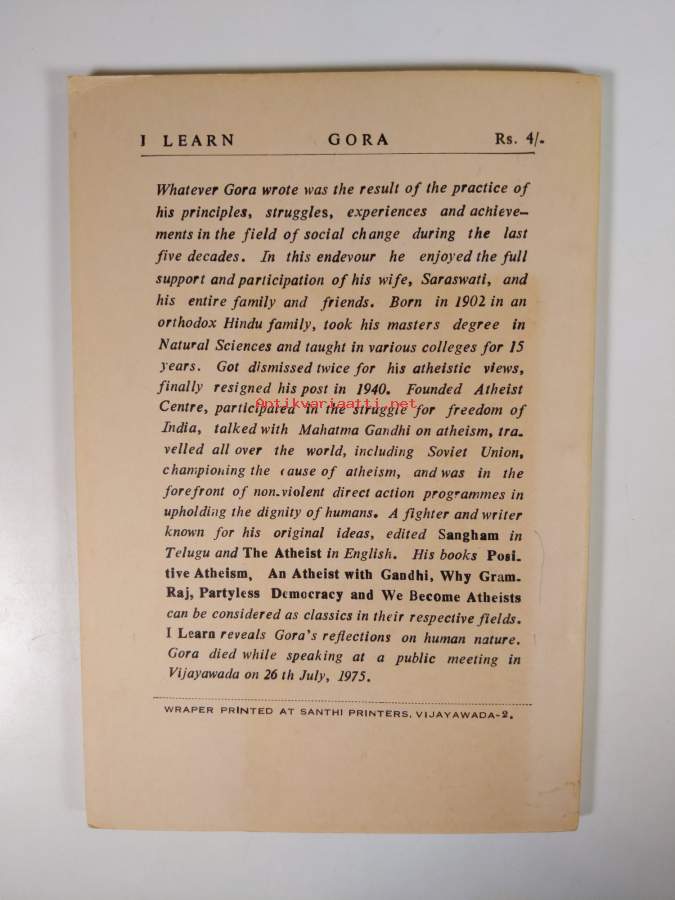 I LEARN GORA Rs. 4/-
Whatever Gora wrote was the result of the practice of
his principles, struggles, experiences and achieve-
ments in the field of social change during the last
five decades. In this endevour he enjoyed the full
support and participation of his wife, Saraswati, and
his entire family and friends. Born in 1902 in an
orthodox Hindu family, took his masters degree in
Natural Sciences and taught in various colleges for 15
years. Got dismissed twice for his atheistic views,
finally resigned his post in 1940. Founded Atheist
Antikvariaatti.net
Centre, participated in the struggle for freedom of
India, talked with Mahatma Gandhi on atheism, tra-
velled all over the world, including Soviet Union,
championing the cause of atheism, and was in the
forefront of non-violent direct action programmes in
upholding the dignity of humans. A fighter and writer
known for his original ideas, edited Sangham in
Telugu and The Atheist in English. His books Posi-
tive Atheism, An Atheist with Gandhi, Why Gram-
Raj, Partyless Democracy and We Become Atheists
can be considered as classics in their respective fields.
I Learn reveals Gora's reflections on human nature.
Gora died while speaking at a public meeting in
Vijayawada on 26 th July, 1975.
WRAPER PRINTED AT SANTHI PRINTERS, VIJAYAWADA-2.